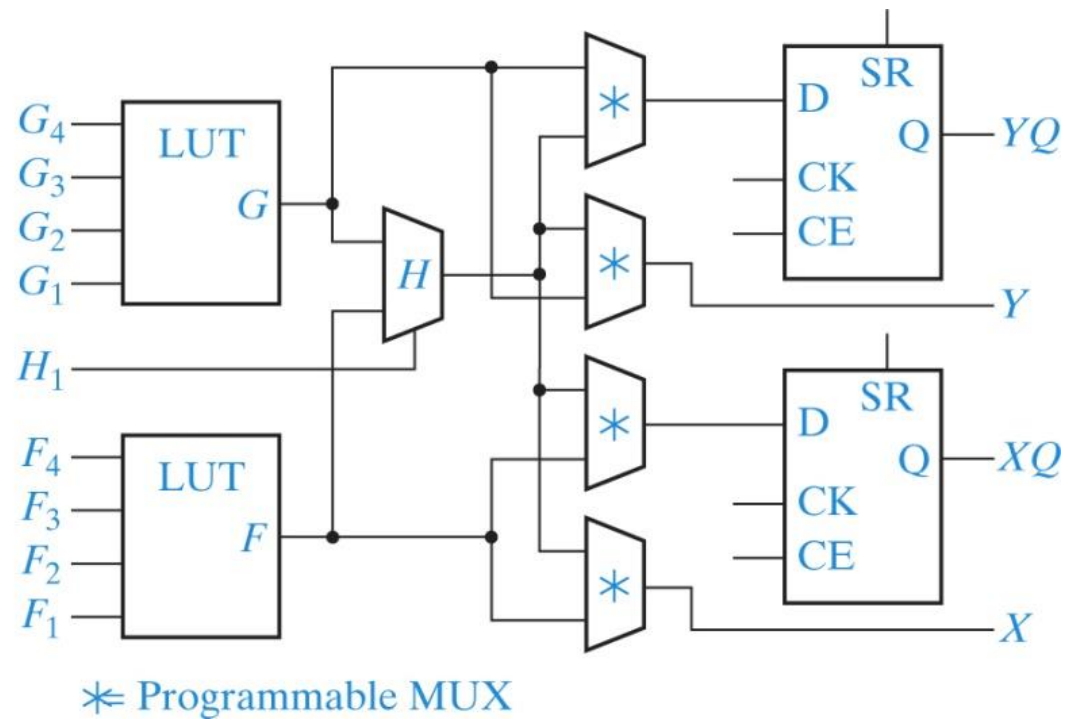 SR
G4 LUT * D
G3 Q YQ
G2 G CK
G1 H * CE
Y
H1
SR
F4 LUT * D
F3 Q XQ
F2 F CK
F1 * CE
X
*= Programmable MUX